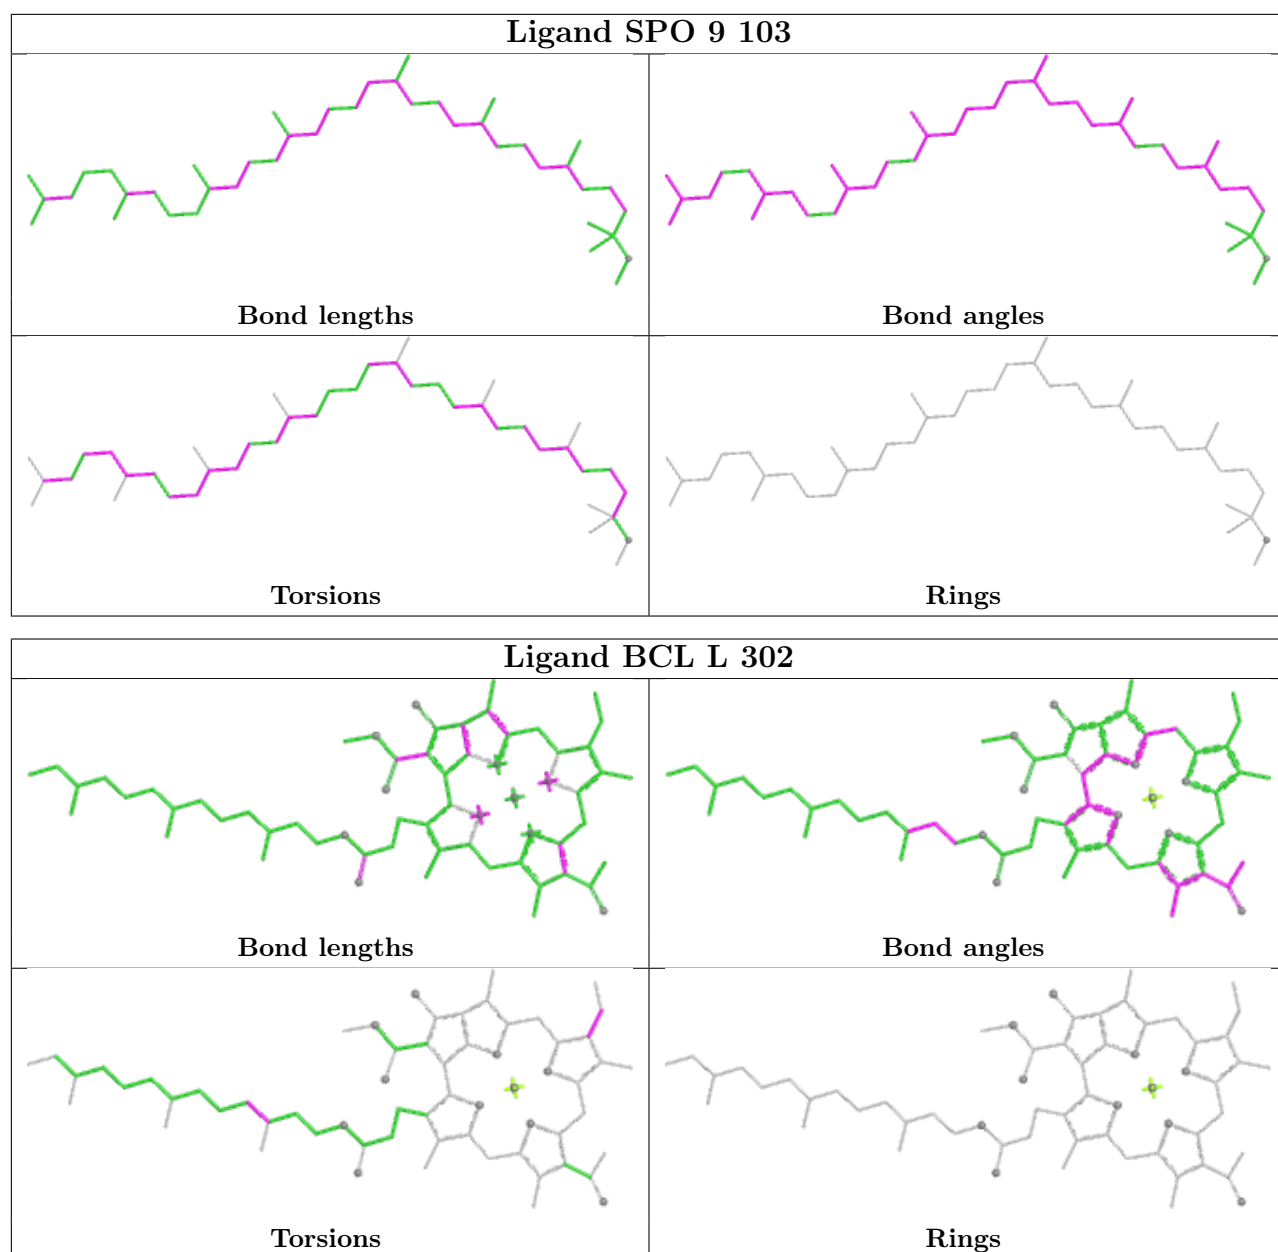 Ligand SPO 9 103
Bond lengths
Bond angles
Torsions
Rings
Ligand BCL L 302
Bond lengths
Bond angles
Torsions
Rings